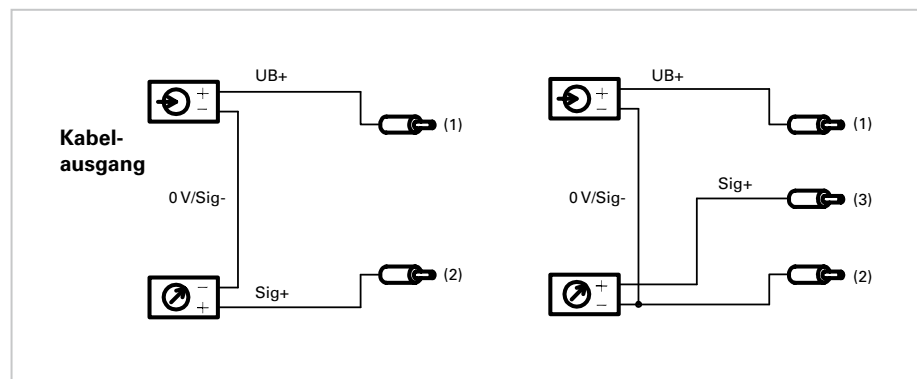 Kabel-
ausgang
UB+
(1)
0 V/Sig-
Sig+
(2)
+
−
−
+
UB+
(1)
Sig+
(3)
0 V/Sig-
(2)
+
−
+
−